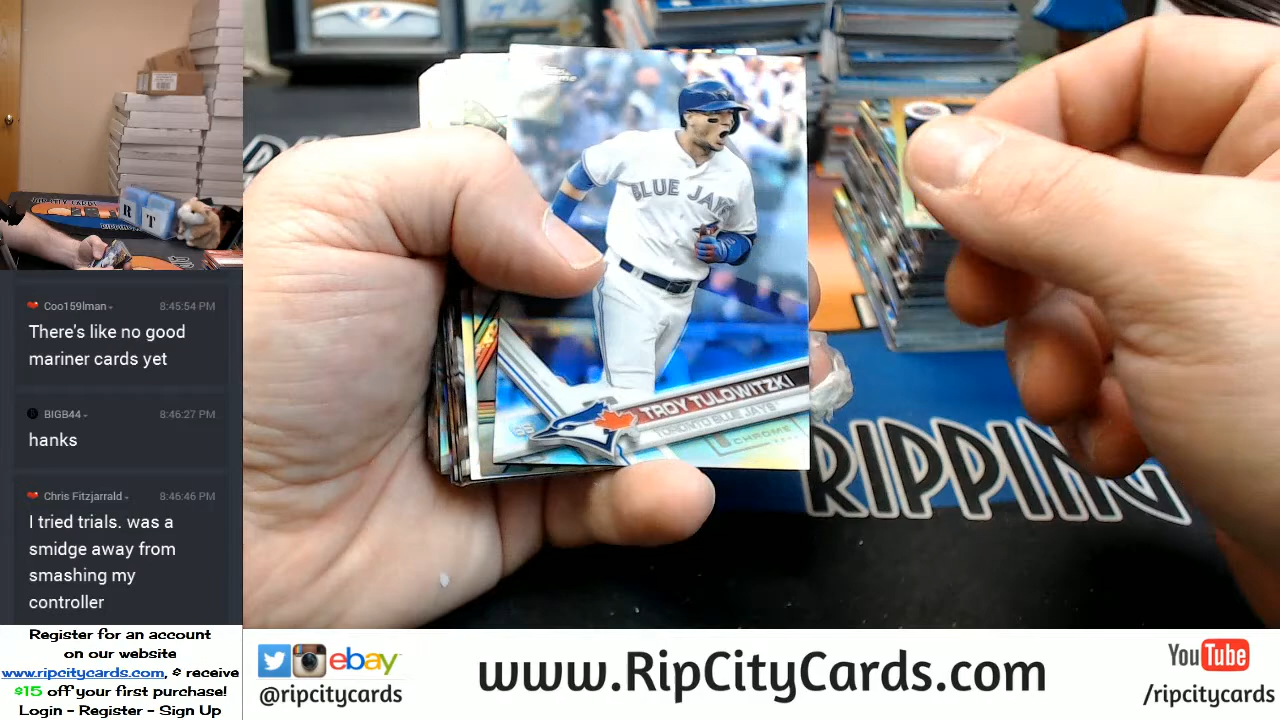 Coo159lman
8:45:54 PM
There's like no good
mariner cards yet
BIGB44
8:46:27 PM
hanks
Chris Fitzjarrald
8:46:46 PM
I tried trials. was a
smidge away from
smashing my
controller
Register for an account
on our website
www.ripcitycards.com, & receive
$15 off your first purchase!
Login - Register - Sign Up
BLUE JAYS
TROY TULOWITZKI
TORONTO BLUE JAYS
SS
CHROME
RIPPING
R T
ebay
@ripcitycards
www.RipCityCards.com
YouTube
/ripcitycards